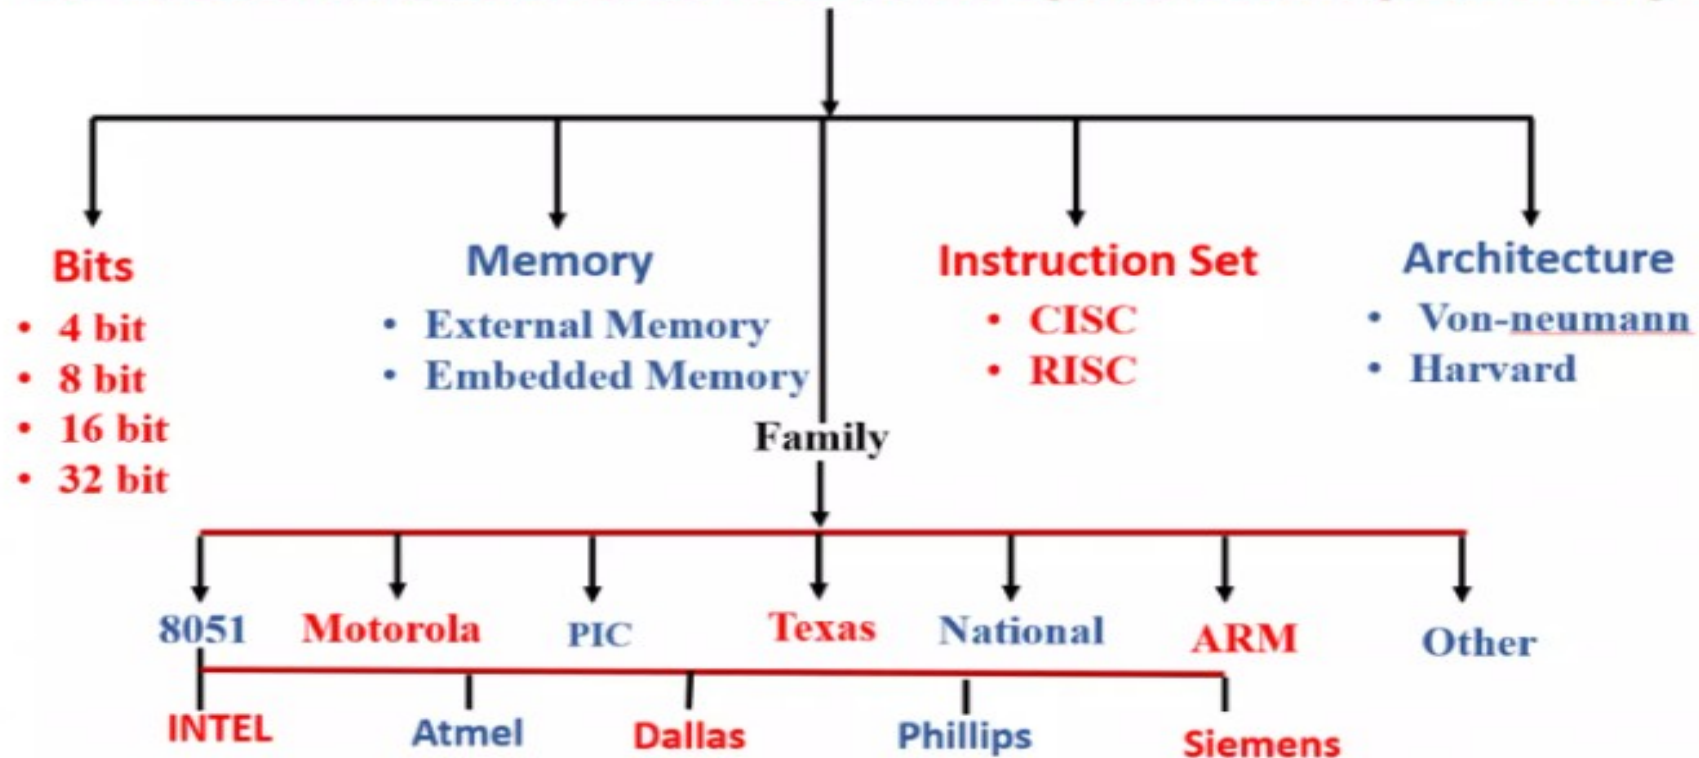 Bits
• 4 bit
• 8 bit
• 16 bit
• 32 bit
Memory
• External Memory
• Embedded Memory
Instruction Set
• CISC
• RISC
Architecture
• Von-neumann
• Harvard
Family
8051 Motorola PIC Texas National ARM Other
INTEL Atmel Dallas Phillips Siemens